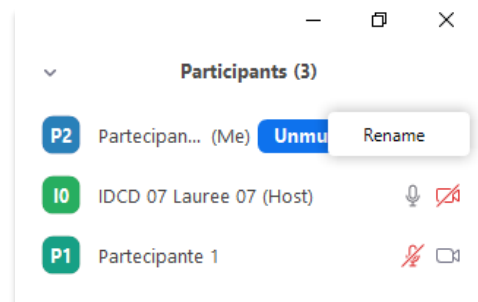 Participants (3)
P2 Partecipan... (Me) Unmu Rename
I0 IDCD 07 Lauree 07 (Host)
P1 Partecipante 1